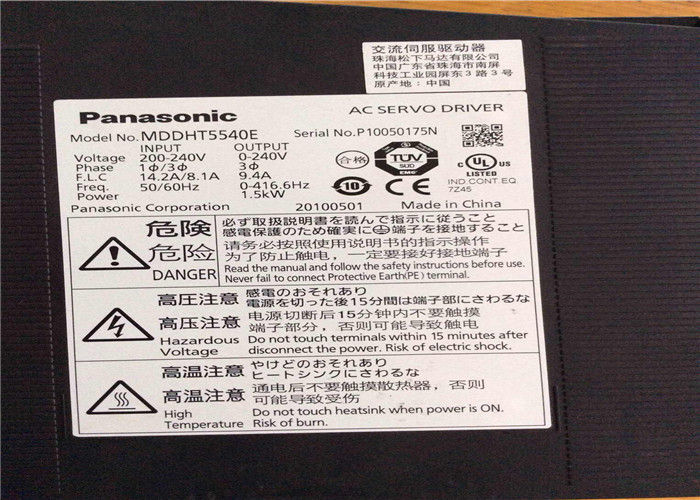 交流伺服驱动器
珠海松下马达有限公司
中国广东省珠海市南屏
科技工业园屏东3路3号
原产地：中国
Panasonic
AC SERVO DRIVER
Model No. MDDHT5540E
Serial No. P10050175N
INPUT OUTPUT
Voltage 200-240V 0-240V
Phase 1φ/3φ 3φ
F.L.C 14.2A/8.1A 9.4A
Freq. 50/60Hz 0-416.6Hz
Power 1.5kW
合格
TÜV
SÜD
EMC
10
CE
c UL US
LISTED
IND.CONT.EQ.
7Z45
Panasonic Corporation 20100501 Made in China
危険
必ず取扱説明書を読んで指示に従うこと
感電保護のため確実に端子を接地すること
危险
请务必按照使用说明书的指示操作
为了防止触电，一定要接好接地端子
DANGER
Read the manual and follow the safety instructions before use.
Never fail to connect Protective Earth(PE) terminal.
高圧注意
感電のおそれあり
電源を切った後15分間は端子部にさわるな
高压注意
电源切断后15分钟内不要触摸
端子部分，否则可能导致触电
Hazardous
Voltage
Do not touch terminals within 15 minutes after
disconnect the power. Risk of electric shock.
高温注意
やけどのおそれあり
ヒートシンクにさわるな
高温注意
通电后不要触摸散热器，否则
可能导致受伤
High
Temperature
Do not touch heatsink when power is ON.
Risk of burn.